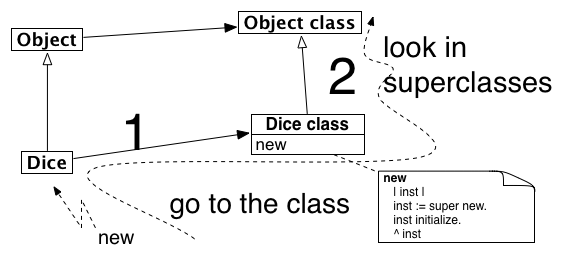 Object class
Object
look in
superclasses
2
1
Dice class
new
Dice
new
| inst |
inst := super new.
inst initialize.
^ inst
go to the class
new